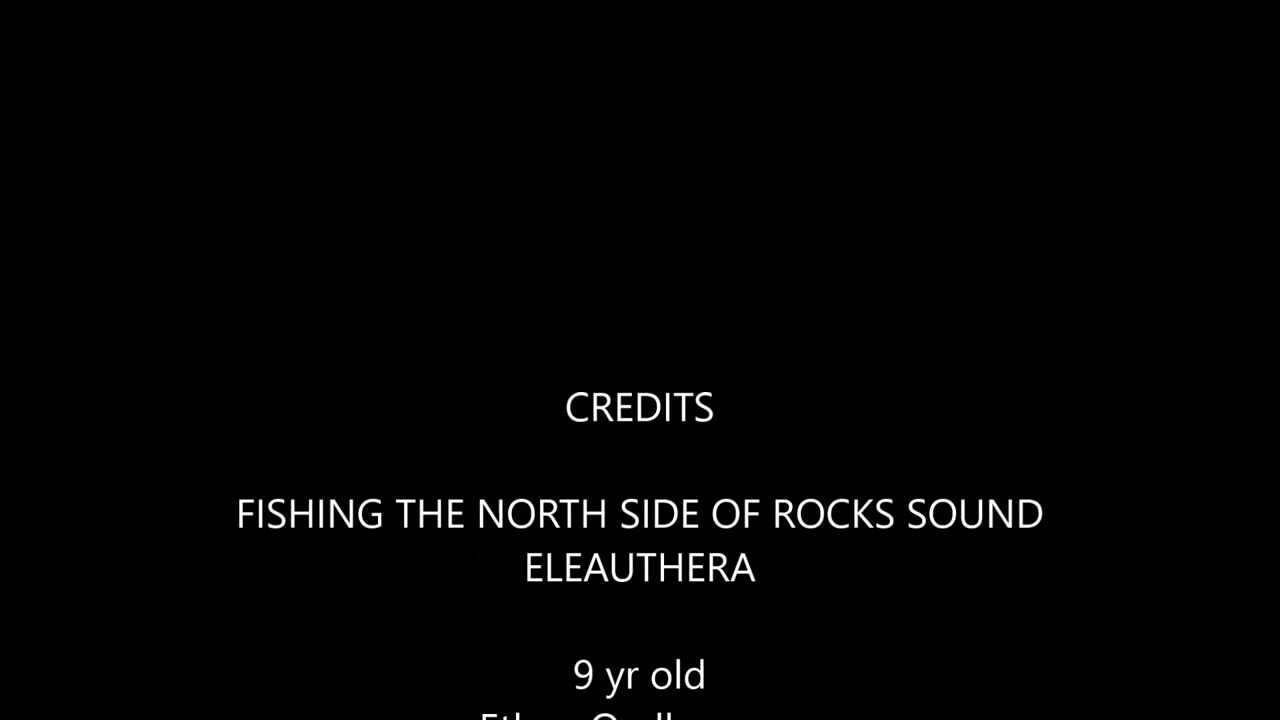 CREDITS
FISHING THE NORTH SIDE OF ROCKS SOUND
ELEAUTHERA
9 yr old